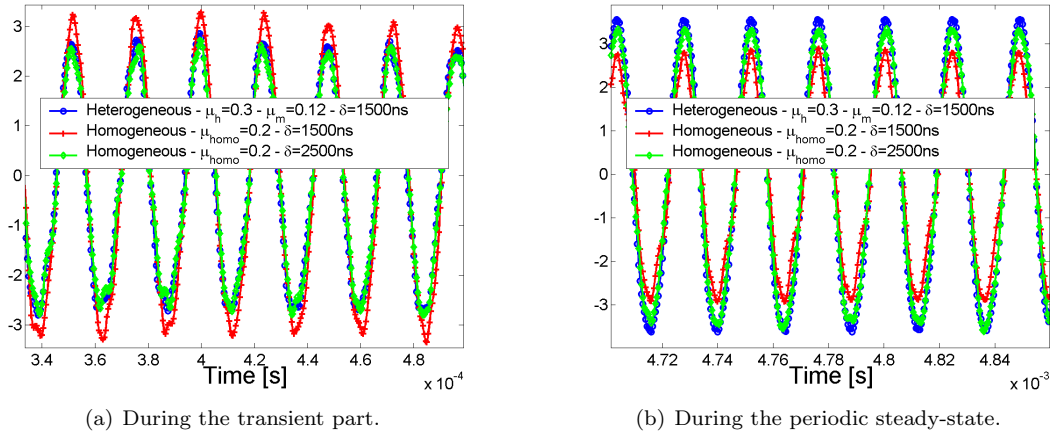 3
2
Heterogeneous - μh=0.3 - μm=0.12 - δ=1500ns
Homogeneous - μhomo=0.2 - δ=1500ns
Homogeneous - μhomo=0.2 - δ=2500ns
0
-1
-2
-3
3.4 3.6 3.8 4 4.2 4.4 4.6 4.8
Time [s]
x 10-4
(a) During the transient part.
3
2
Heterogeneous - μh=0.3 - μm=0.12 - δ=1500ns
Homogeneous - μhomo=0.2 - δ=1500ns
Homogeneous - μhomo=0.2 - δ=2500ns
0
-1
-2
-3
4.72 4.74 4.76 4.78 4.8 4.82 4.84
Time [s]
x 10-3
(b) During the periodic steady-state.